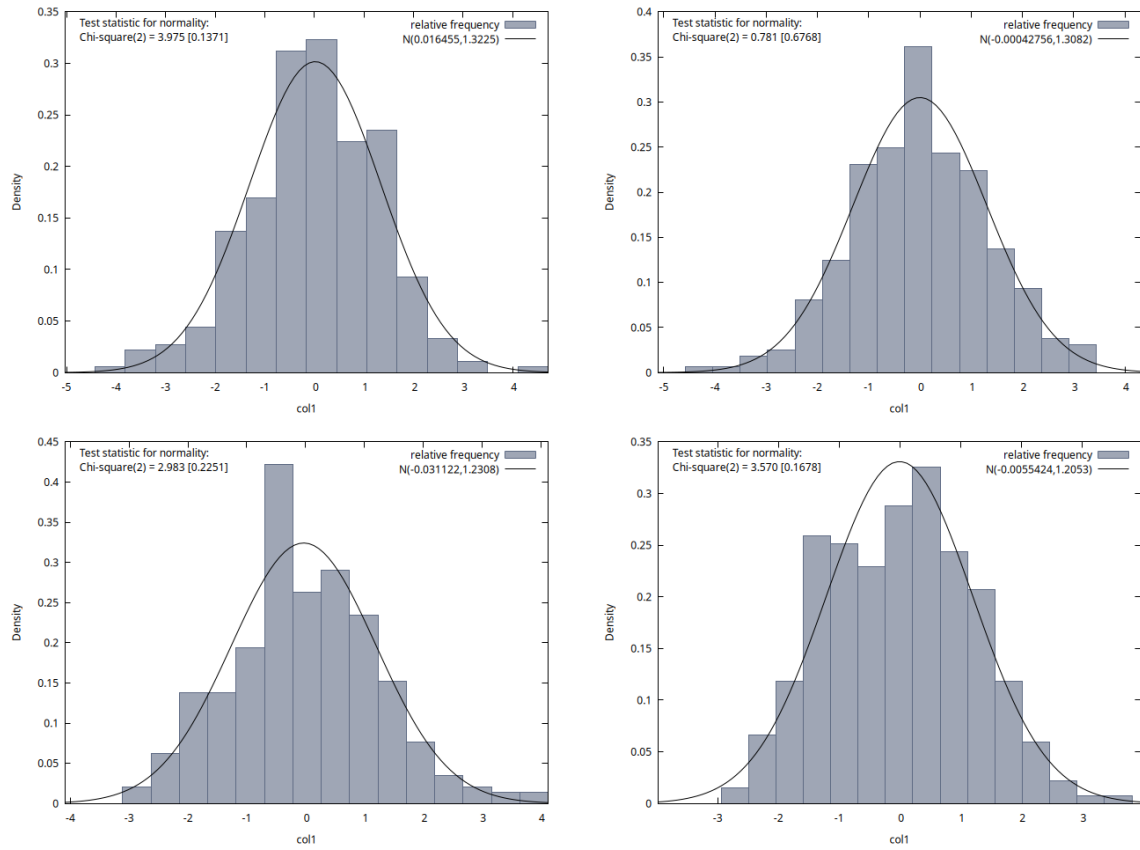 Test statistic for normality:
Chi-square(2) = 3.975 [0.1371]
relative frequency
N(0.016455,1.3225)
0.35
0.3
0.25
0.2
0.15
0.1
0.05
0
Density
-5 -4 -3 -2 -1 0 1 2 3 4
col1
Test statistic for normality:
Chi-square(2) = 0.781 [0.6768]
relative frequency
N(-0.00042756,1.3082)
0.4
0.35
0.3
0.25
0.2
0.15
0.1
0.05
0
Density
-5 -4 -3 -2 -1 0 1 2 3 4
col1
Test statistic for normality:
Chi-square(2) = 2.983 [0.2251]
relative frequency
N(-0.031122,1.2308)
0.45
0.4
0.35
0.3
0.25
0.2
0.15
0.1
0.05
0
Density
-4 -3 -2 -1 0 1 2 3 4
col1
Test statistic for normality:
Chi-square(2) = 3.570 [0.1678]
relative frequency
N(-0.0055424,1.2053)
0.35
0.3
0.25
0.2
0.15
0.1
0.05
0
Density
-3 -2 -1 0 1 2 3
col1